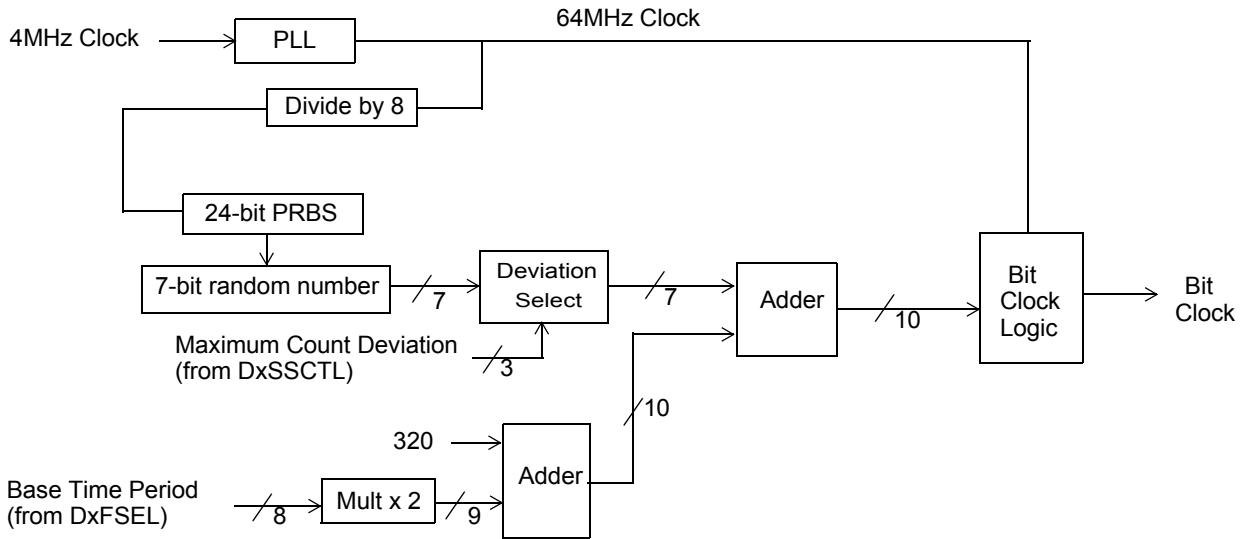 64MHz Clock
4MHz Clock
PLL
Divide by 8
24-bit PRBS
7-bit random number
7
Deviation
Select
7
Adder
10
Bit
Clock
Logic
Bit
Clock
Maximum Count Deviation
(from DxSSCTL)
3
10
320
Adder
Base Time Period
(from DxFSEL)
8
Mult x 2
9